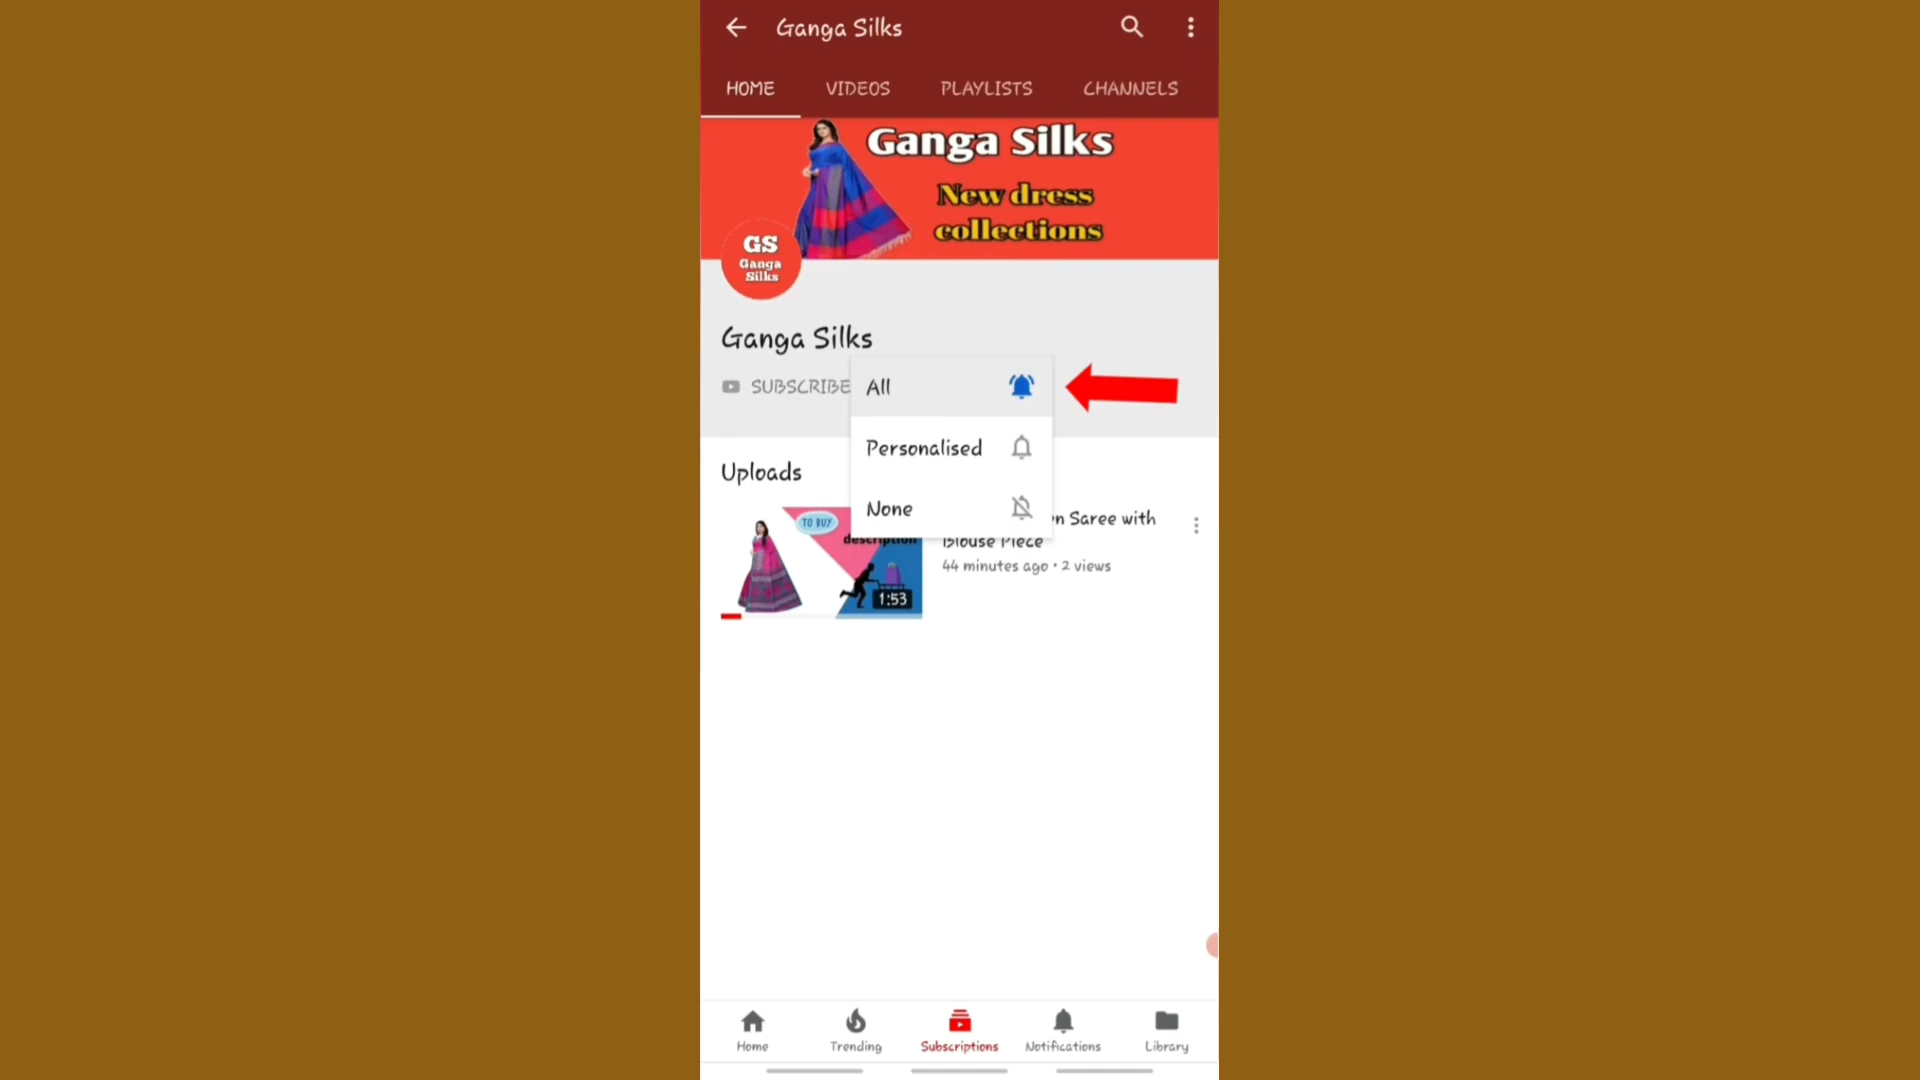 Ganga Silks
HOME VIDEOS PLAYLISTS CHANNELS
Ganga Silks
New dress
collections
GS
Ganga
Silks
Ganga Silks
SUBSCRIBE
All
Personalised
None
Uploads
TO BUY
description
1:53
Saree with
Blouse Piece
44 minutes ago • 2 views
Home Trending Subscriptions Notifications Library